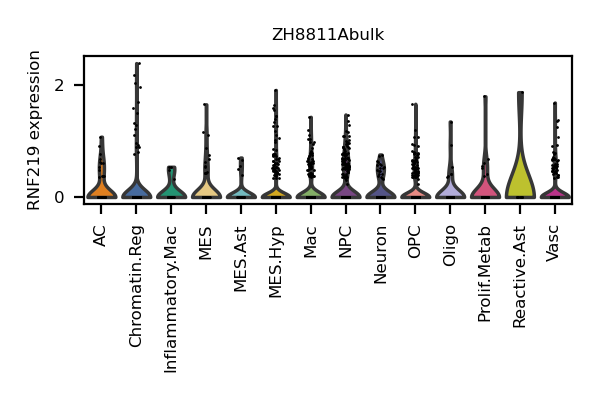 ZH8811Abulk
RNF219 expression
2
0
AC
Chromatin.Reg
Inflammatory.Mac
MES
MES.Ast
MES.Hyp
Mac
NPC
Neuron
OPC
Oligo
Prolif.Metab
Reactive.Ast
Vasc